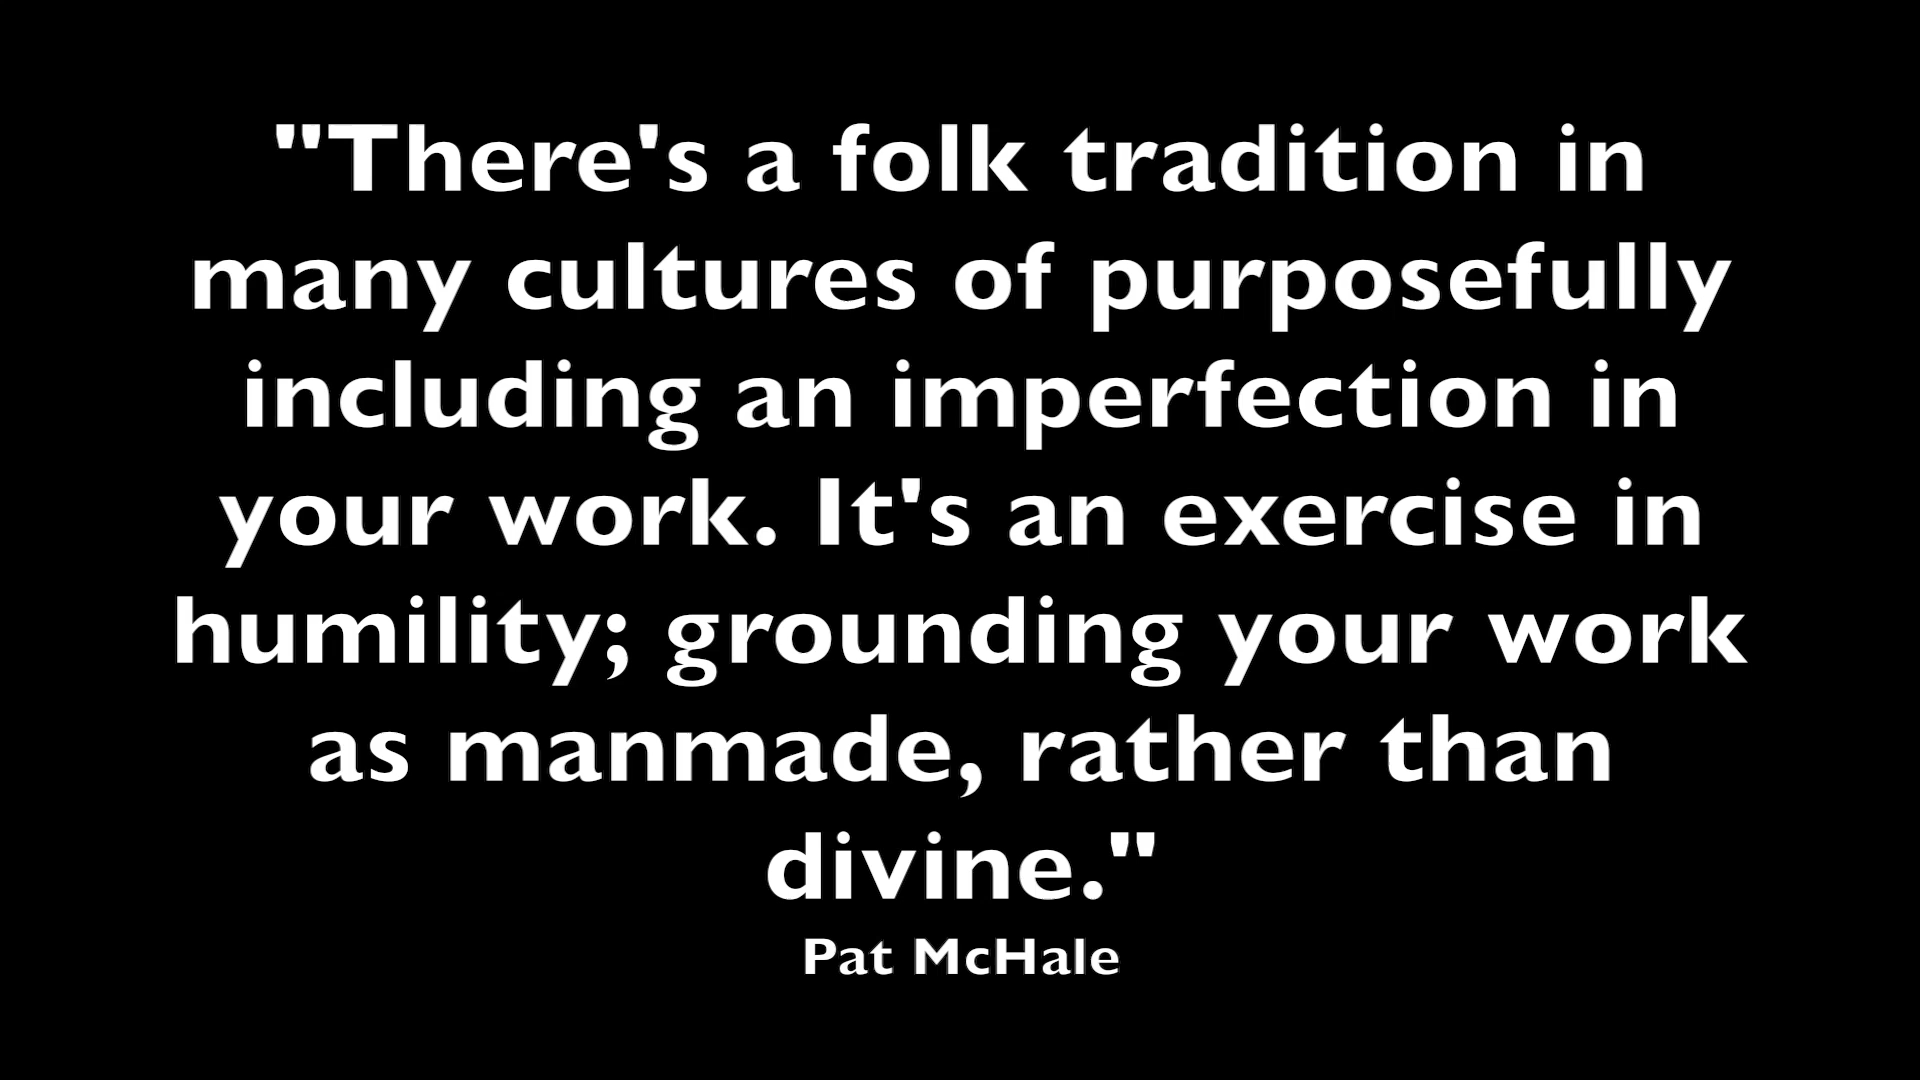 "There's a folk tradition in
many cultures of purposefully
including an imperfection in
your work. It's an exercise in
humility; grounding your work
as manmade, rather than
divine."
Pat McHale